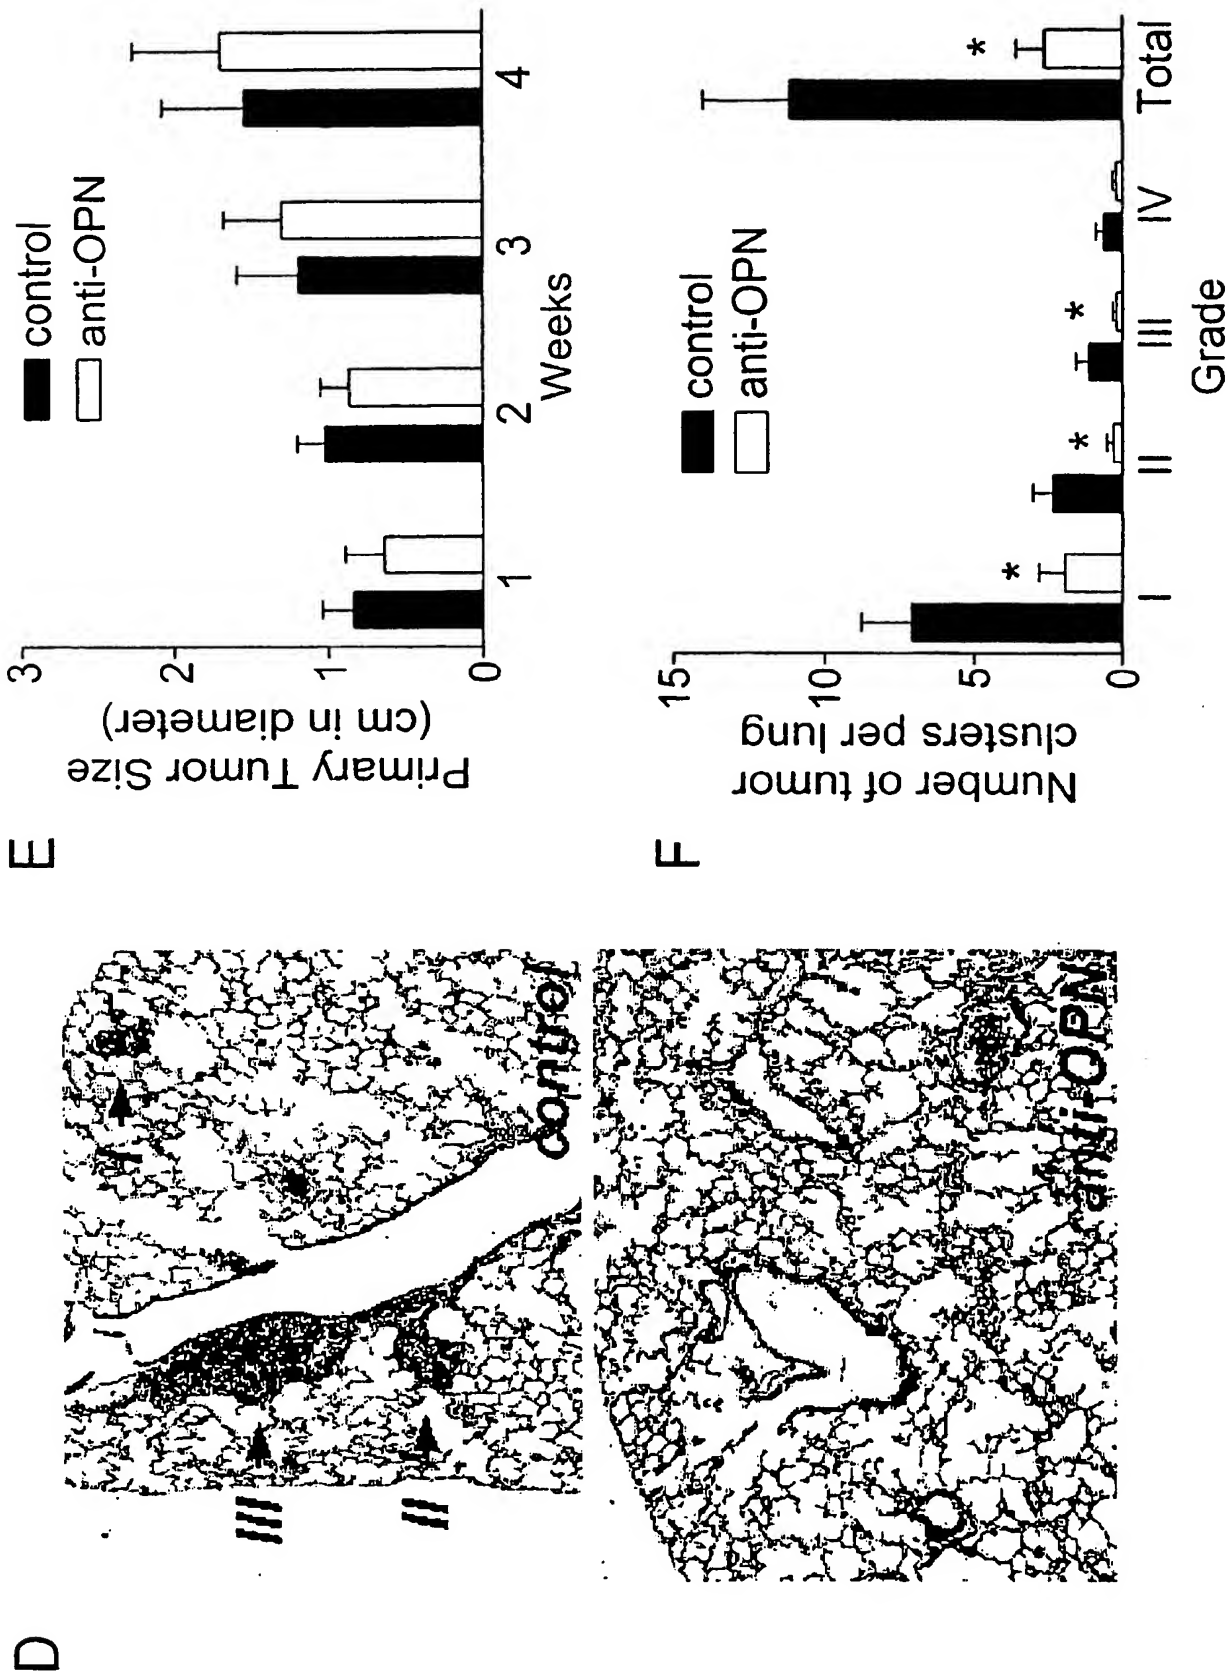 D
III
II
I
control
anti-OPN
E
control
anti-OPN
Primary Tumor Size
(cm in diameter)
3
2
1
0
1 2 3 4
Weeks
F
control
anti-OPN
Number of tumor
clusters per lung
15
10
5
0
* * * *
I II III IV Total
Grade